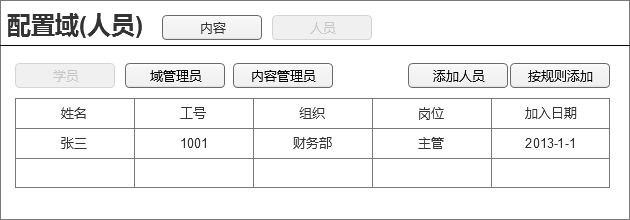 配置域(人员) 内容 人员
学员 域管理员 内容管理员 添加人员 按规则添加
姓名 工号 组织 岗位 加入日期
张三 1001 财务部 主管 2013-1-1